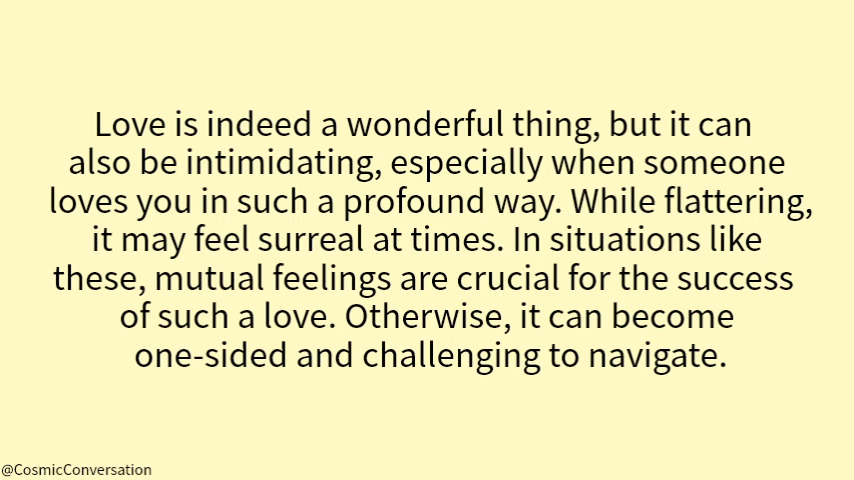 Love is indeed a wonderful thing, but it can
also be intimidating, especially when someone
loves you in such a profound way. While flattering,
it may feel surreal at times. In situations like
these, mutual feelings are crucial for the success
of such a love. Otherwise, it can become
one-sided and challenging to navigate.
@CosmicConversation